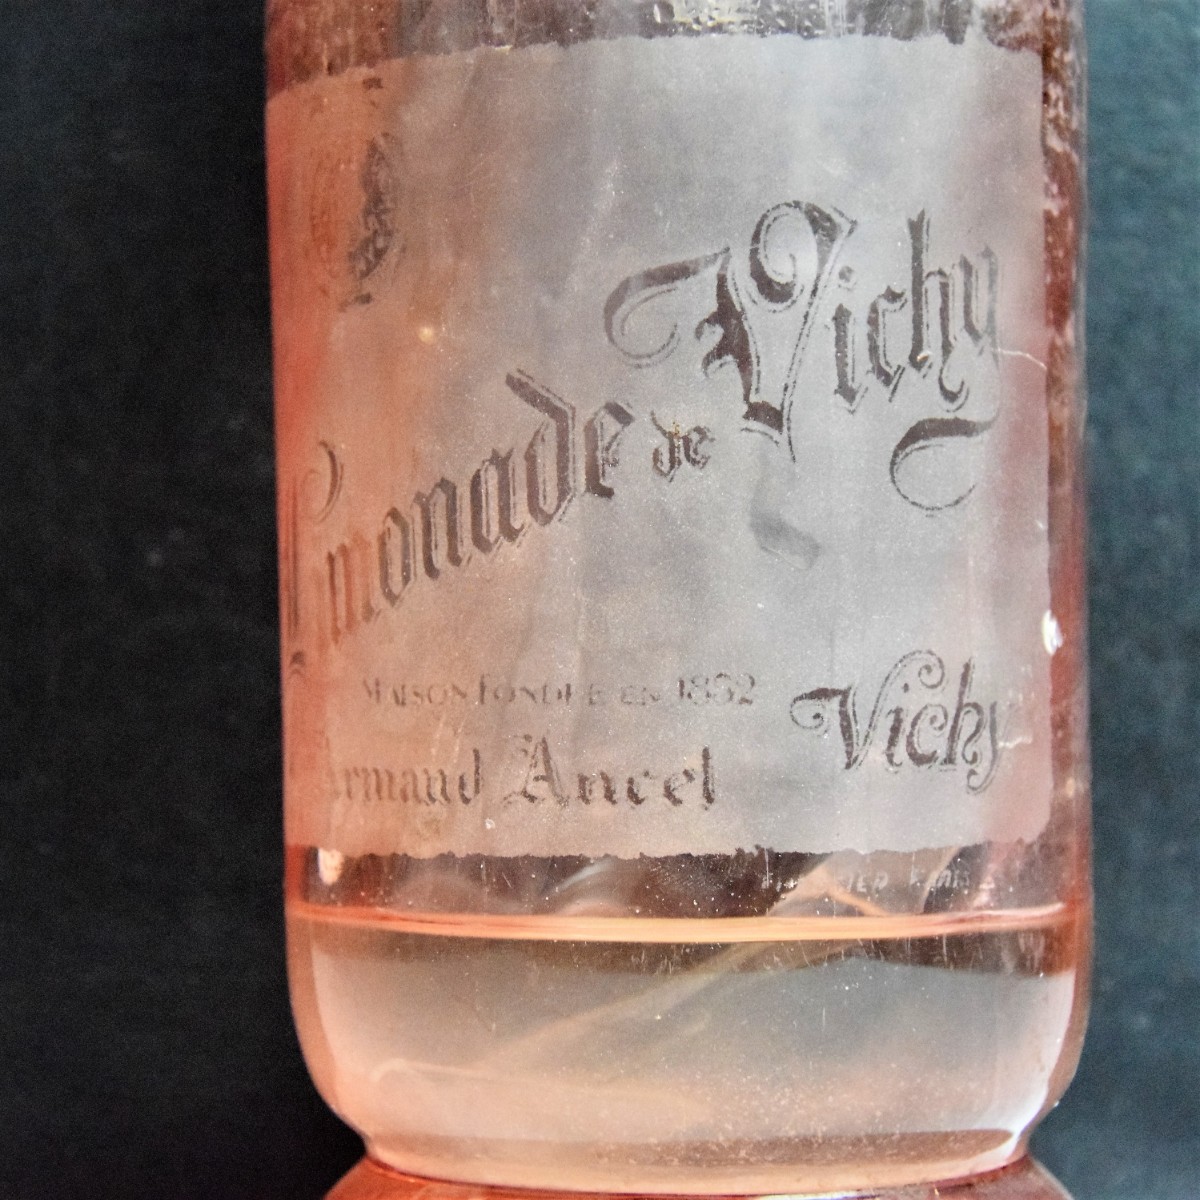 Limonade de Vichy
MAISON FONDÉE EN 1852
Armand Ancel
Vichy